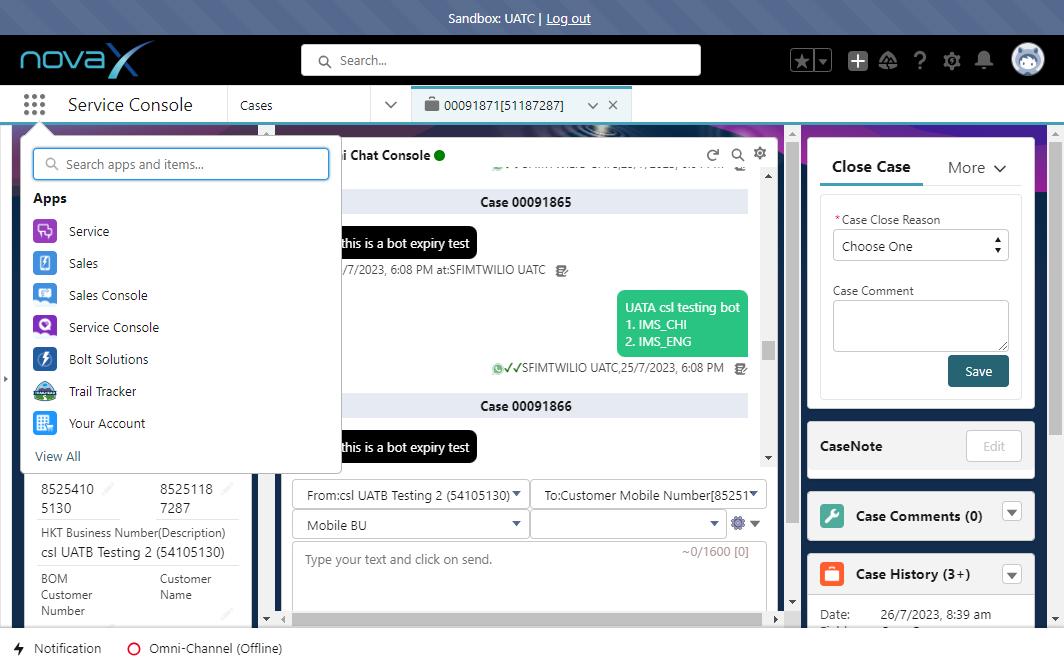 Sandbox: UATC | Log out
novaX
Search...
Service Console
Cases
00091871[51187287]
Search apps and items...
Apps
Service
Sales
Sales Console
Service Console
Bolt Solutions
Trail Tracker
Your Account
View All
8525410
5130
8525118
7287
HKT Business Number(Description)
csl UATB Testing 2 (54105130)
BOM
Customer
Number
Customer
Name
i Chat Console
Case 00091865
this is a bot expiry test
/7/2023, 6:08 PM at:SFIMTWILIO UATC
UATA csl testing bot
1. IMS_CHI
2. IMS_ENG
SFIMTWILIO UATC,25/7/2023, 6:08 PM
Case 00091866
this is a bot expiry test
From:csl UATB Testing 2 (54105130)
To:Customer Mobile Number[85251
Mobile BU
Type your text and click on send.
~0/1600 [0]
Close Case
More
*Case Close Reason
Choose One
Case Comment
Save
CaseNote
Edit
Case Comments (0)
Case History (3+)
Date:
26/7/2023, 8:39 am
Notification
Omni-Channel (Offline)